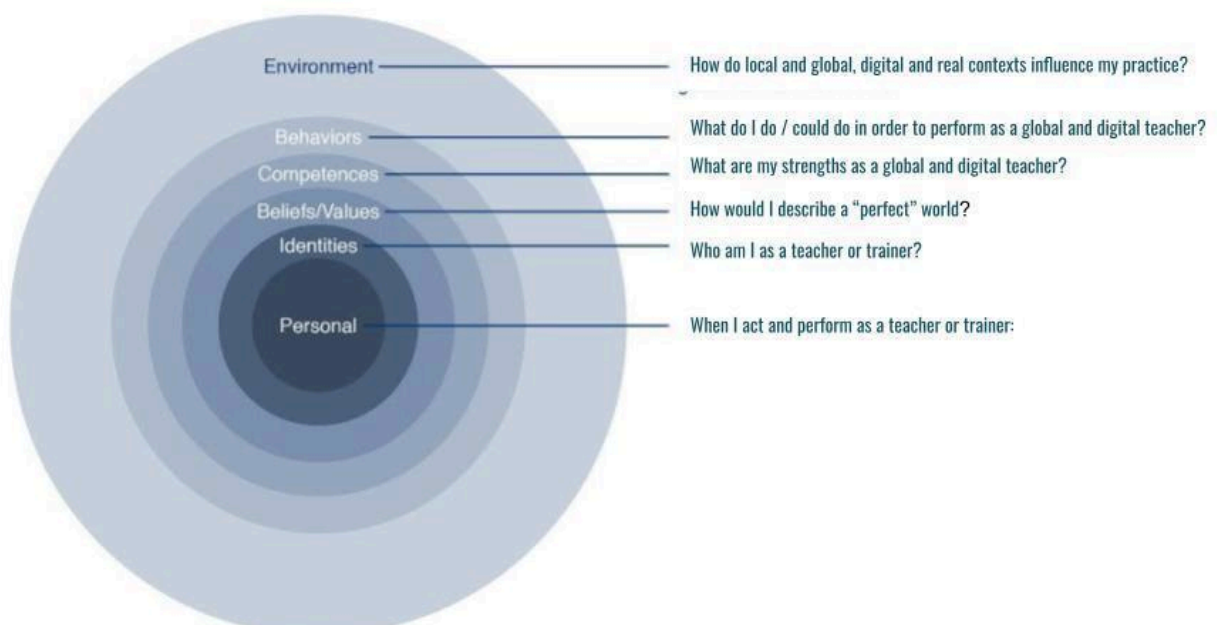 Environment
How do local and global, digital and real contexts influence my practice?
Behaviors
What do I do / could do in order to perform as a global and digital teacher?
Competences
What are my strengths as a global and digital teacher?
Beliefs/Values
How would I describe a “perfect” world?
Identities
Who am I as a teacher or trainer?
Personal
When I act and perform as a teacher or trainer: